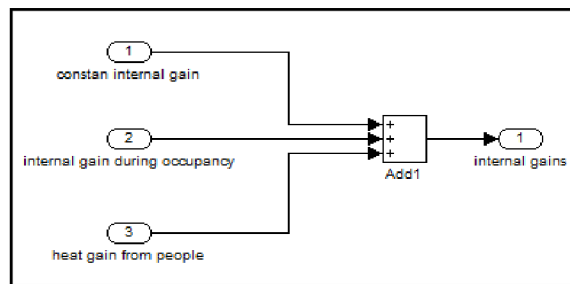 1
constan internal gain
2
internal gain during occupancy
3
heat gain from people
+
+
+
Add1
1
internal gains